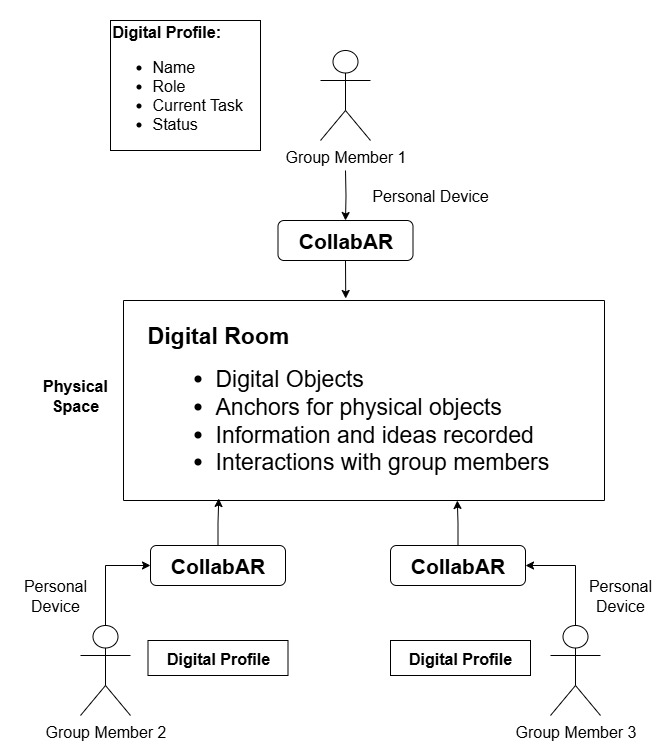 Digital Profile:
• Name
• Role
• Current Task
• Status
Group Member 1
Personal Device
CollabAR
Digital Room
• Digital Objects
• Anchors for physical objects
• Information and ideas recorded
• Interactions with group members
Physical
Space
CollabAR
CollabAR
Personal
Device
Personal
Device
Digital Profile
Digital Profile
Group Member 2
Group Member 3